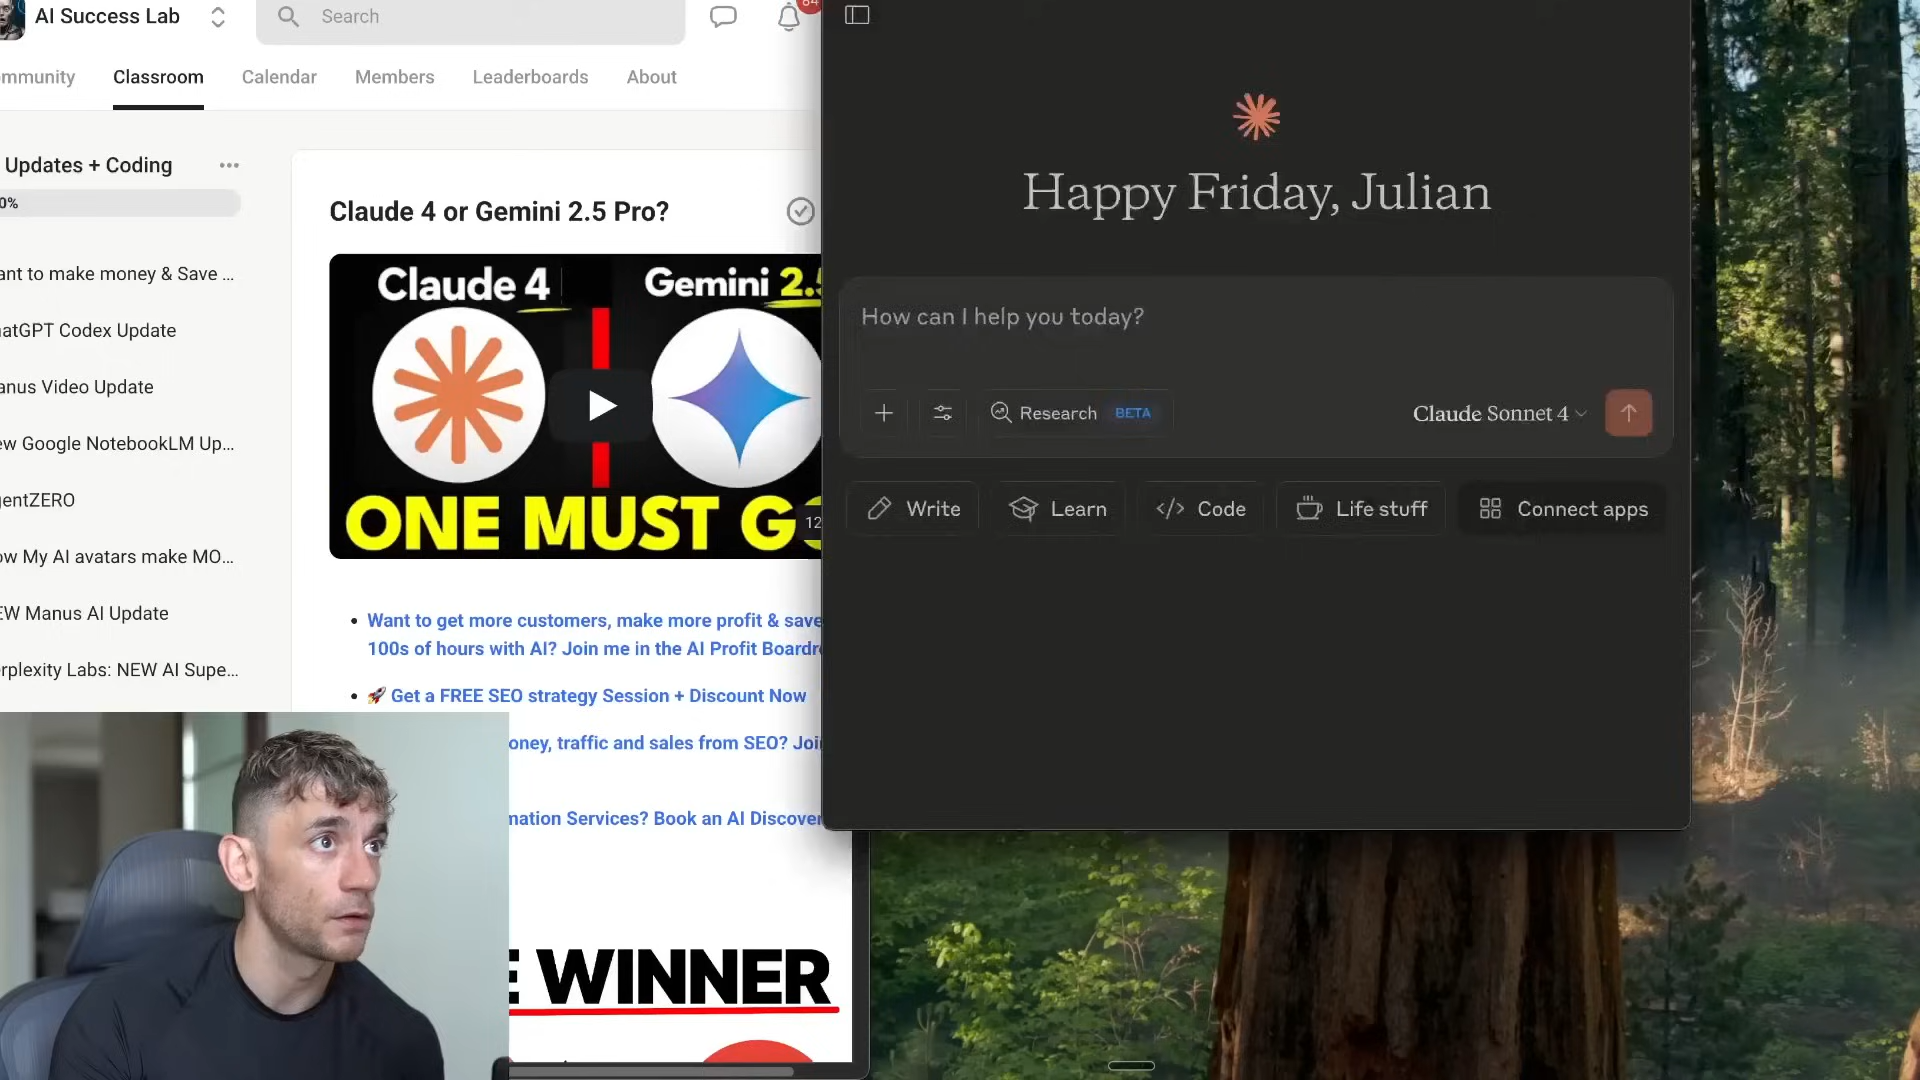 AI Success Lab
Search
64
mmunity
Classroom
Calendar
Members
Leaderboards
About
Updates + Coding
0%
ant to make money & Save ...
atGPT Codex Update
anus Video Update
ew Google NotebookLM Up...
entZERO
ow My AI avatars make MO...
EW Manus AI Update
rplexity Labs: NEW AI Supe...
Claude 4 or Gemini 2.5 Pro?
Claude 4
Gemini 2.5
ONE MUST GO
12
Want to get more customers, make more profit & save
100s of hours with AI? Join me in the AI Profit Boardr
Get a FREE SEO strategy Session + Discount Now
oney, traffic and sales from SEO? Joi
mation Services? Book an AI Discover
E WINNER
Happy Friday, Julian
How can I help you today?
Research BETA
Claude Sonnet 4
Write
Learn
Code
Life stuff
Connect apps